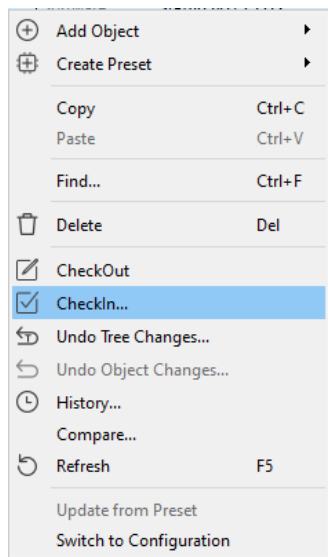 Add Object
Create Preset
Copy Ctrl+C
Paste Ctrl+V
Find... Ctrl+F
Delete Del
CheckOut
CheckIn...
Undo Tree Changes...
Undo Object Changes...
History...
Compare...
Refresh F5
Update from Preset
Switch to Configuration